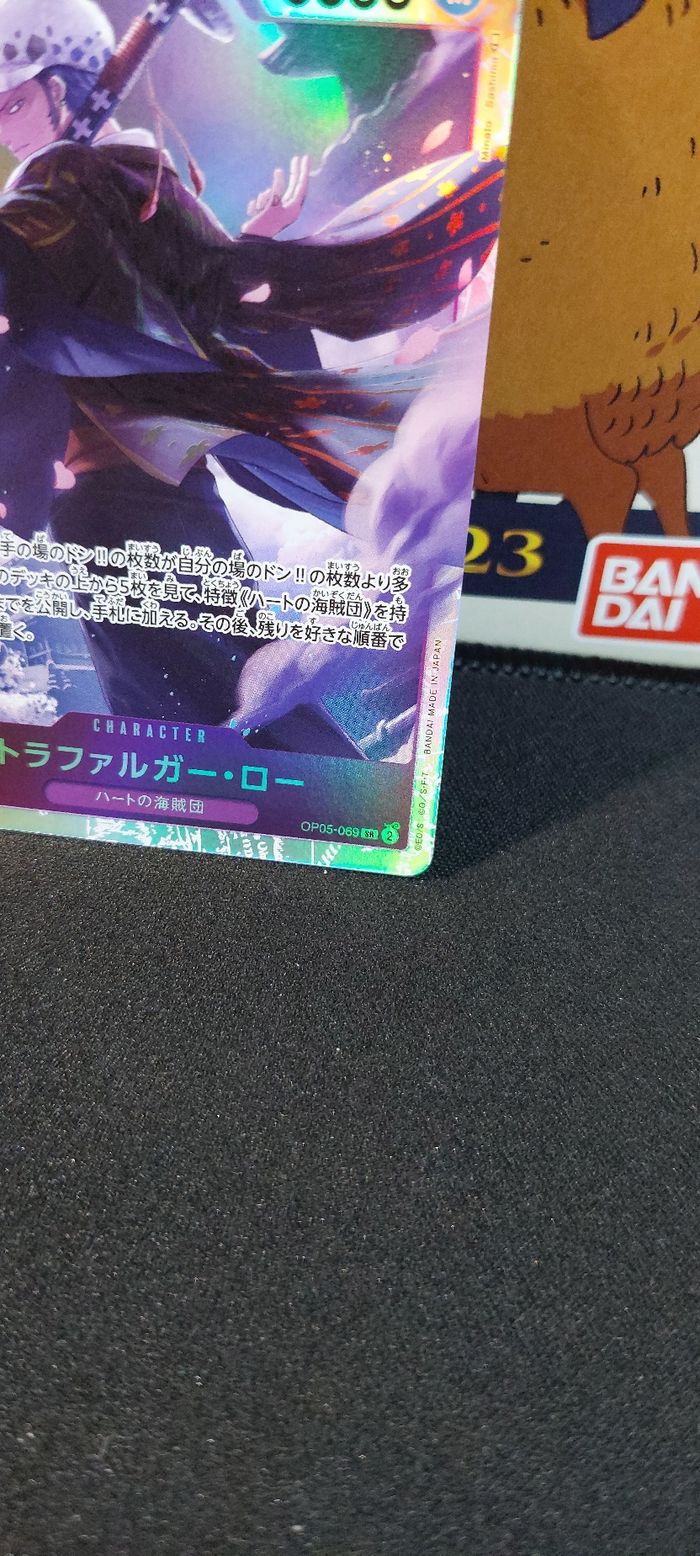 Minato Sashima
手の場のドン!!の枚数が自分の場のドン!!の枚数より多
のデッキの上から5枚を見て、特徴《ハートの海賊団》を持
までを公開し、手札に加える。その後、残りを好きな順番で
置く。
CHARACTER
トラファルガー・ロー
ハートの海賊団
OP05-069 SR 2
©E.O./S. ©O./S.・F・T BANDAI MADE IN JAPAN
23
BAN
DAI